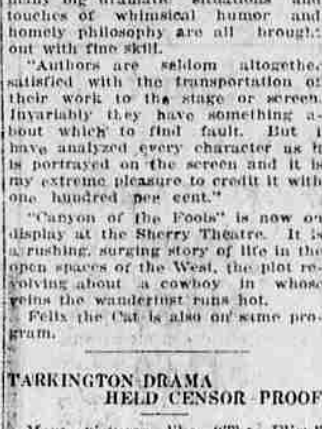 many big dramatic situations and
touches of whimsical humor and
homely philosophy are all brought
out with fine skill.
"Authors are seldom altogether
satisfied with the transportation of
their work to the stage or screen.
Invariably they have something a-
bout which to find fault. But I
have analyzed every character as it
is portrayed on the screen and it is
my extreme pleasure to credit it with
one hundred per cent."
"Canyon of the Fools" is now on
display at the Sherry Theatre. It is
a rushing, surging story of life in the
open spaces of the West, the plot re-
volving about a cowboy in whose
veins the wanderlust runs hot.
Felix the Cat is also on same pro-
gram.
TARKINGTON DRAMA
HELD CENSOR PROOF